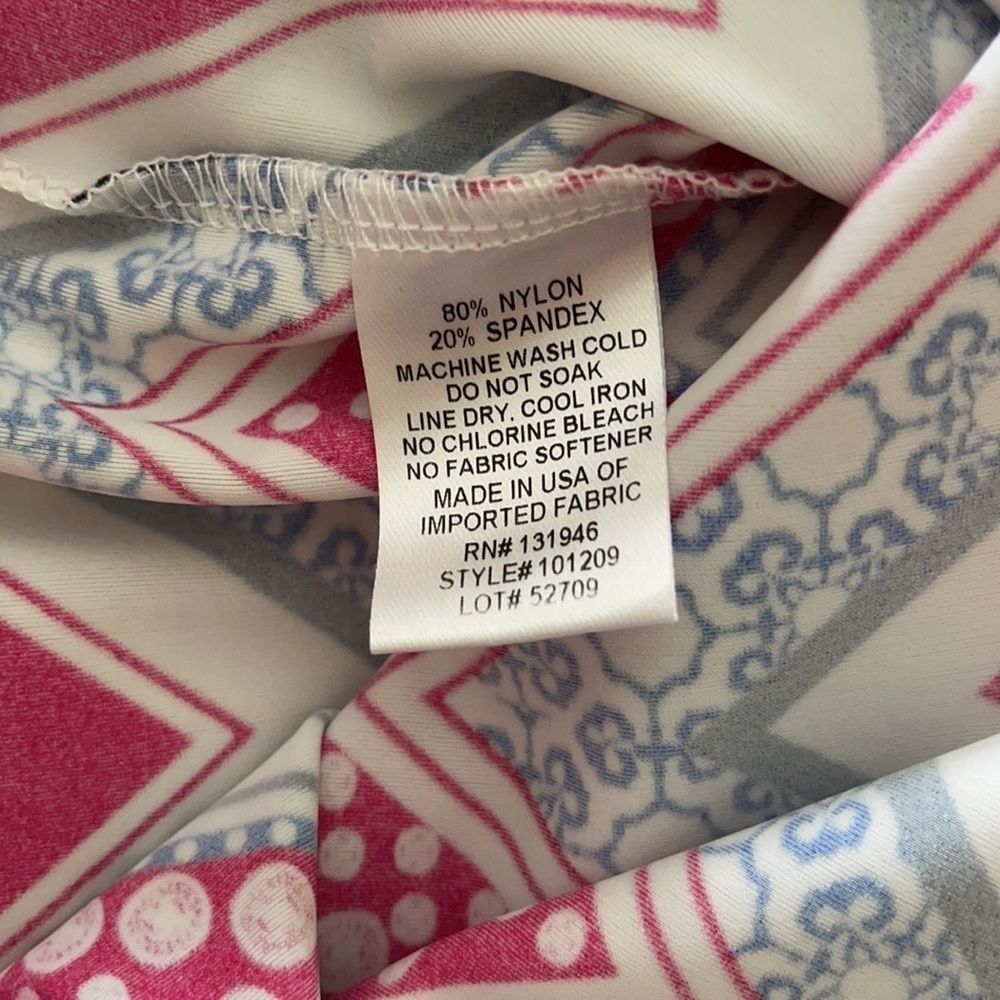 80% NYLON
20% SPANDEX
MACHINE WASH COLD
DO NOT SOAK
LINE DRY. COOL IRON
NO CHLORINE BLEACH
NO FABRIC SOFTENER
MADE IN USA OF
IMPORTED FABRIC
RN# 131946
STYLE# 101209
LOT# 52709